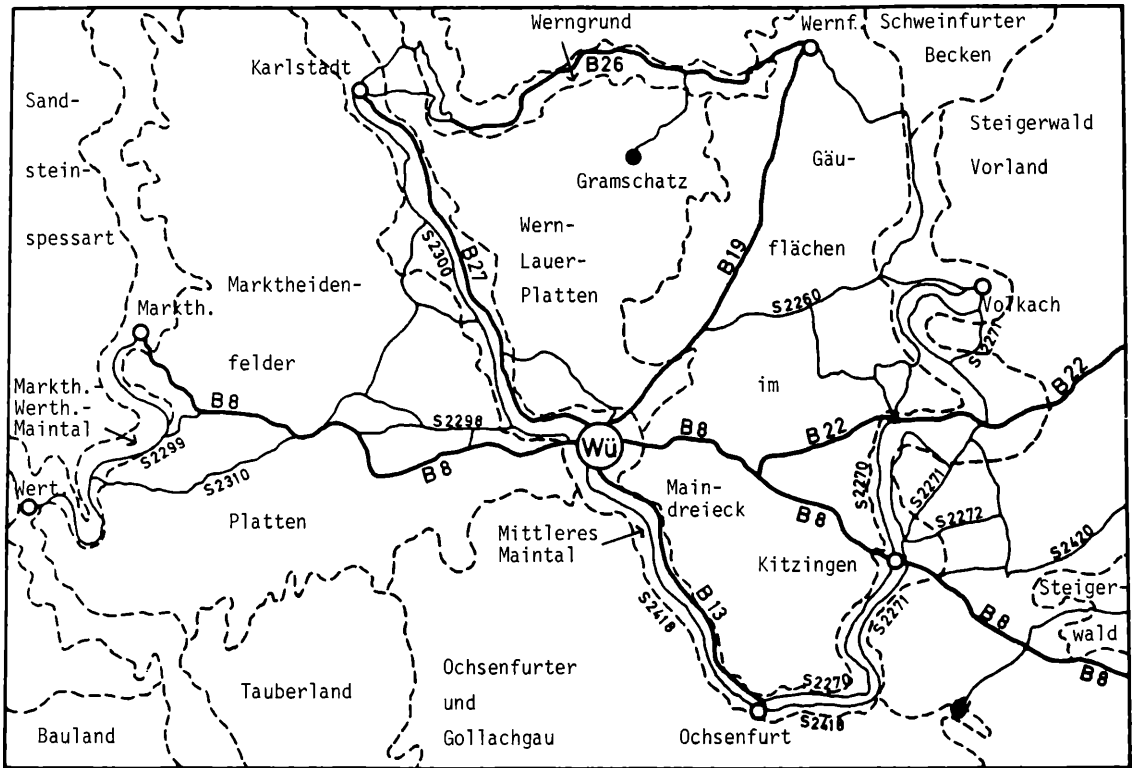 Werngrund
Wernf.
Schweinfurter
Becken
Karlstadt
B26
Sand-
stein-
spessart
Steigerwald
Vorland
Gäu-
flächen
im
Main-
dreieck
Gramschatz
Wern-
Lauer-
Platten
S2300
B27
B19
S2260
Marktheiden-
felder
Platten
Markth.
Volkach
S2271
B22
Markth.
Werth.-
Maintal
B8
S2298
S2299
B8
Wü
B8
B22
S2310
Wert.
S2270
S2271
S2272
S2420
Mittleres
Maintal
B8
Kitzingen
Steiger-
wald
B13
S2418
S2271
B8
B8
Tauberland
Ochsenfurter
und
Gollachgau
S2270
S2418
Ochsenfurt
Bauland